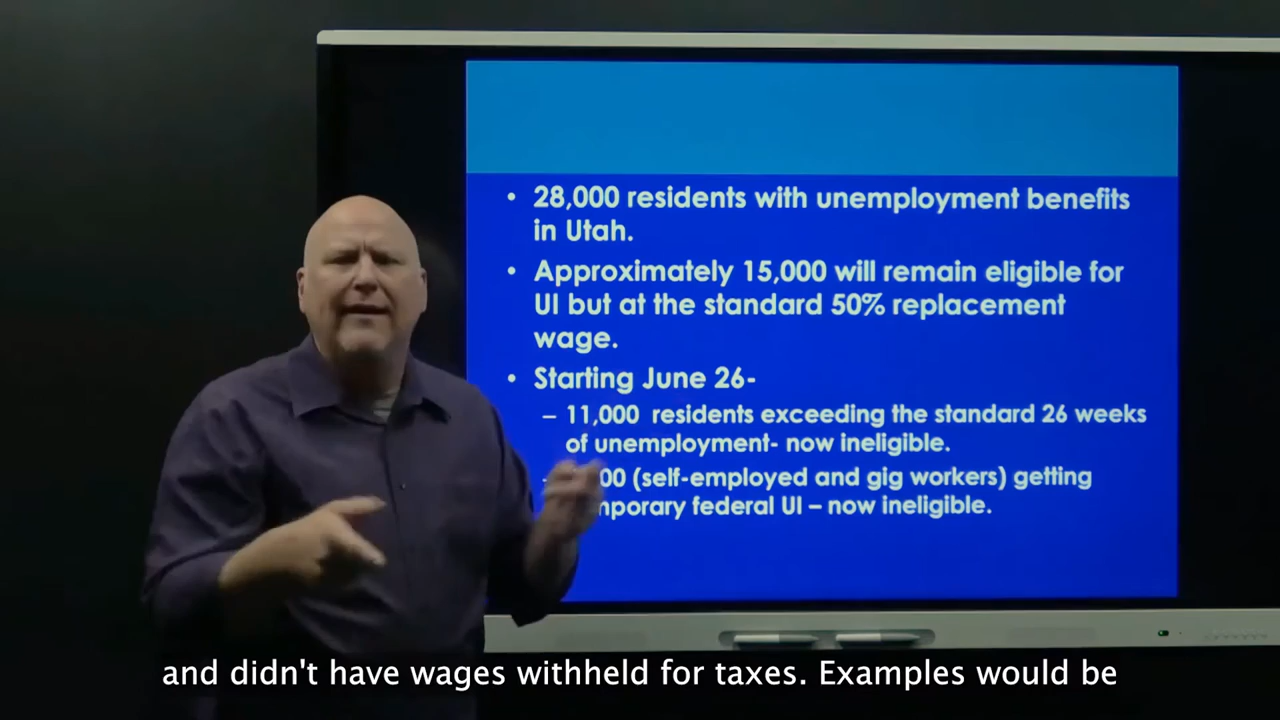 • 28,000 residents with unemployment benefits
in Utah.
• Approximately 15,000 will remain eligible for
UI but at the standard 50% replacement
wage.
• Starting June 26-
– 11,000 residents exceeding the standard 26 weeks
of unemployment- now ineligible.
(self-employed and gig workers) getting
federal UI – now ineligible.
and didn't have wages withheld for taxes. Examples would be